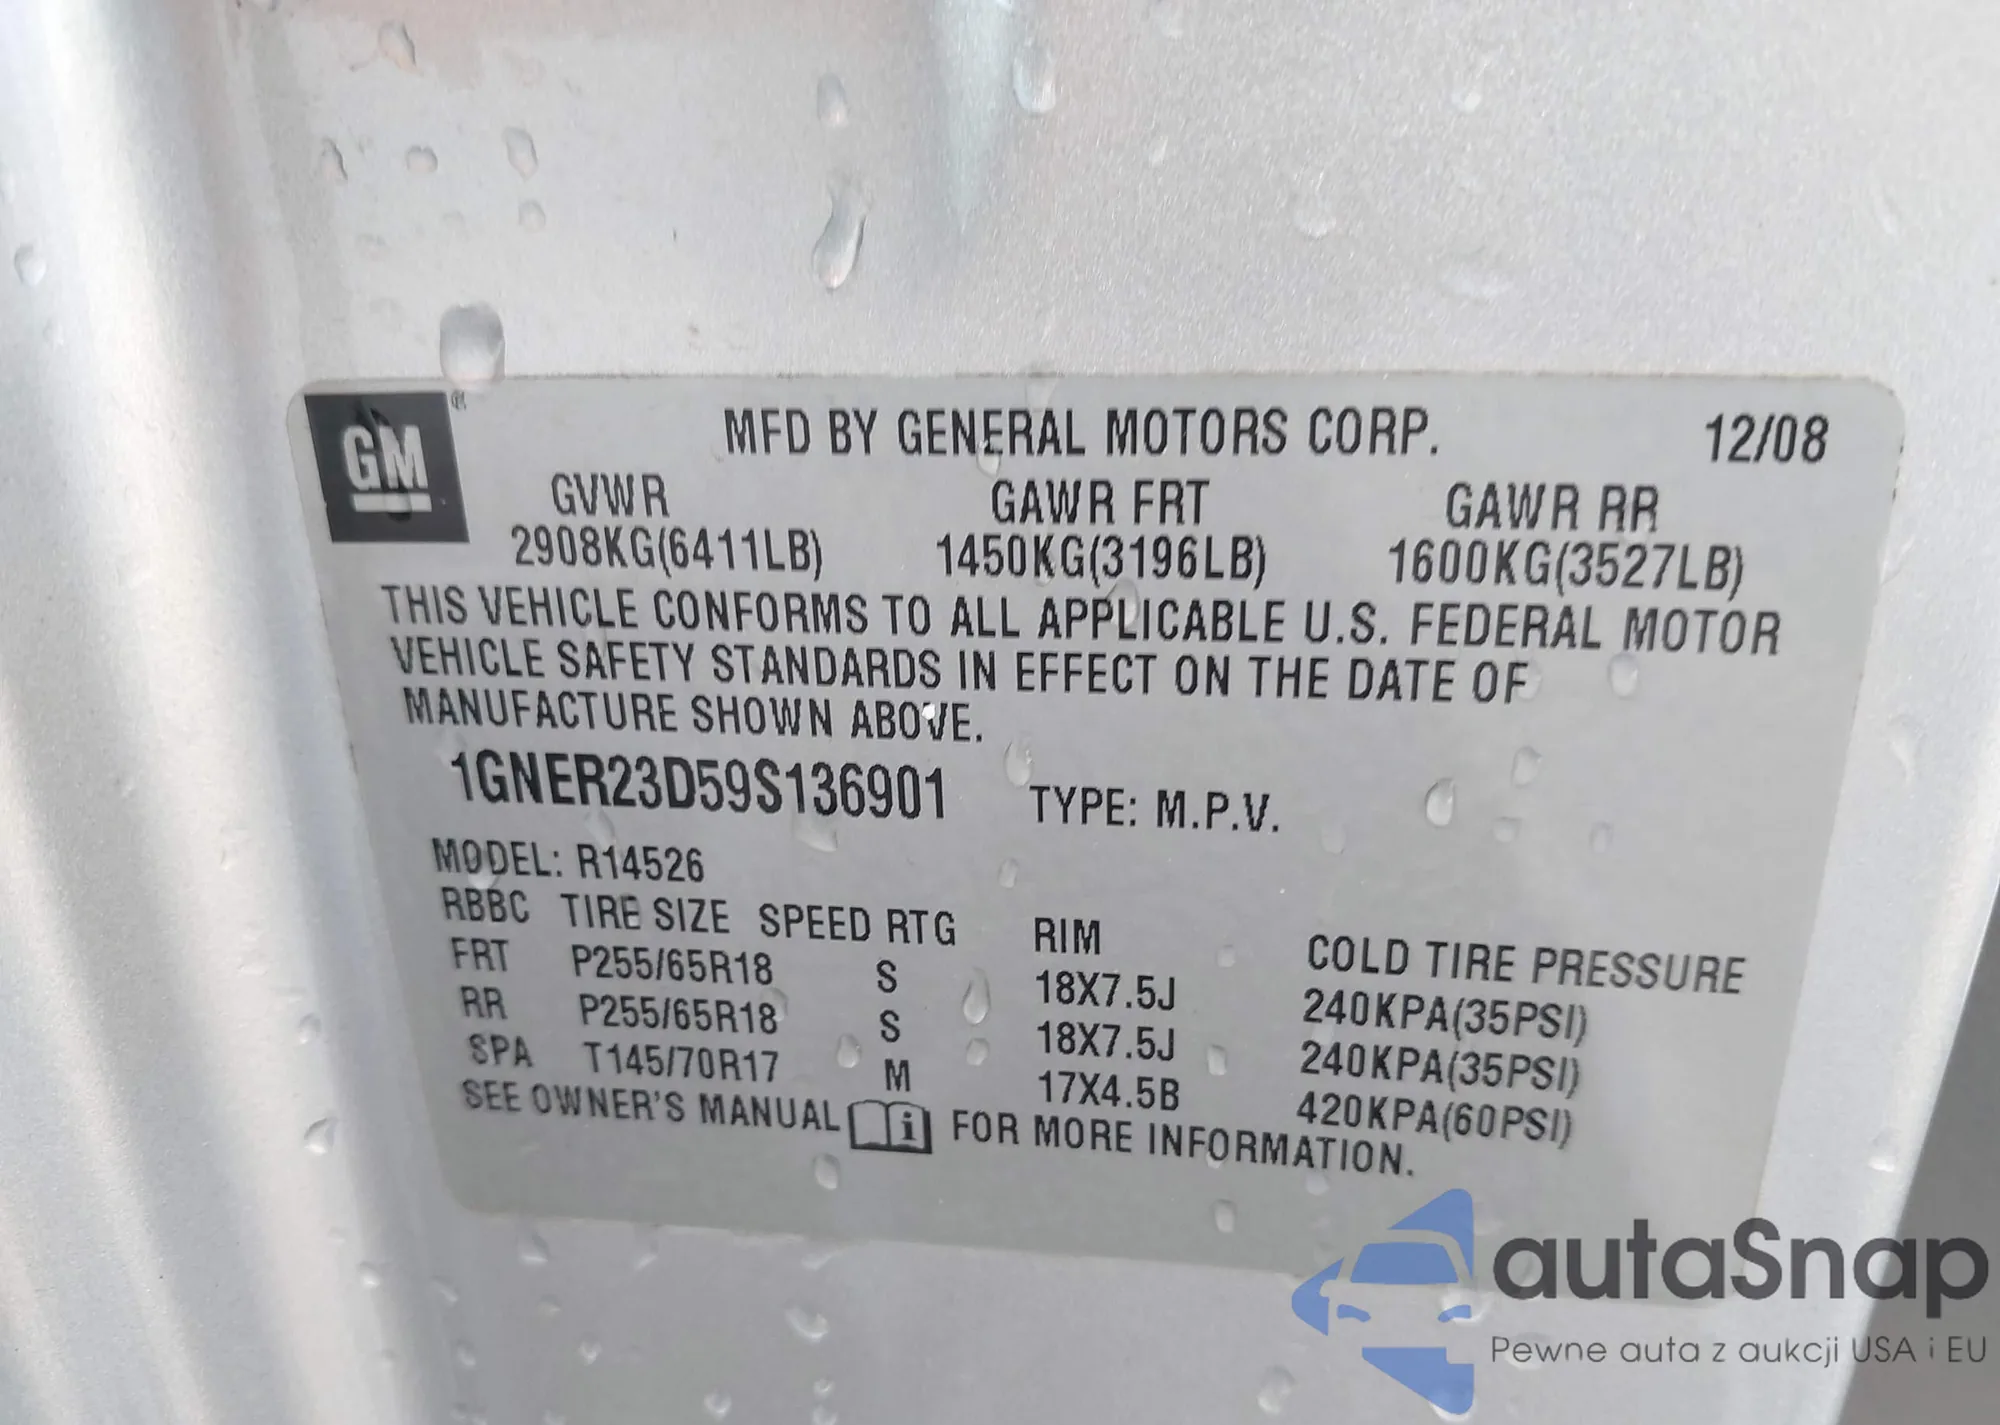 GM
MFD BY GENERAL MOTORS CORP. 12/08
GVWR GAWR FRT GAWR RR
2908KG(6411LB) 1450KG(3196LB) 1600KG(3527LB)
THIS VEHICLE CONFORMS TO ALL APPLICABLE U.S. FEDERAL MOTOR
VEHICLE SAFETY STANDARDS IN EFFECT ON THE DATE OF
MANUFACTURE SHOWN ABOVE.
1GNER23D59S136901 TYPE: M.P.V.
MODEL: R14526
RBBC TIRE SIZE SPEED RTG RIM COLD TIRE PRESSURE
FRT P255/65R18 S 18X7.5J 240KPA(35PSI)
RR P255/65R18 S 18X7.5J 240KPA(35PSI)
SPA T145/70R17 M 17X4.5B 420KPA(60PSI)
SEE OWNER'S MANUAL i FOR MORE INFORMATION.
autaSnap
Pewne auta z aukcji USA i EU